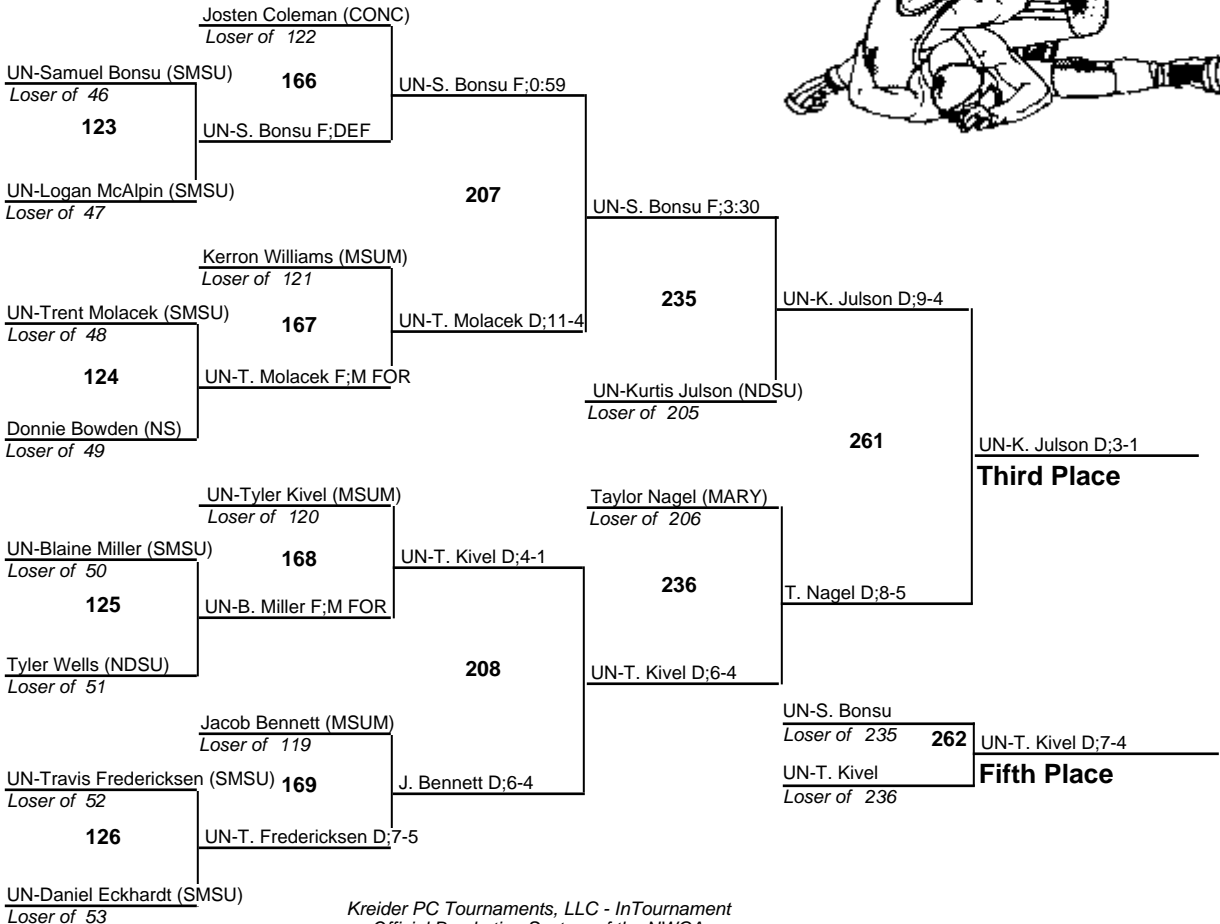 Josten Coleman (CONC)
Loser of 122
UN-Samuel Bonsu (SMSU)
Loser of 46
166
UN-S. Bonsu F;0:59
123
UN-S. Bonsu F;DEF
UN-Logan McAlpin (SMSU)
Loser of 47
207
UN-S. Bonsu F;3:30
Kerron Williams (MSUM)
Loser of 121
UN-Trent Molacek (SMSU)
Loser of 48
167
UN-T. Molacek D;11-4
235
UN-K. Julson D;9-4
124
UN-T. Molacek F;M FOR
UN-Kurtis Julson (NDSU)
Loser of 205
Donnie Bowden (NS)
Loser of 49
261
UN-K. Julson D;3-1
Third Place
UN-Tyler Kivel (MSUM)
Loser of 120
Taylor Nagel (MARY)
Loser of 206
UN-Blaine Miller (SMSU)
Loser of 50
168
UN-T. Kivel D;4-1
236
T. Nagel D;8-5
125
UN-B. Miller F;M FOR
Tyler Wells (NDSU)
Loser of 51
208
UN-T. Kivel D;6-4
Jacob Bennett (MSUM)
Loser of 119
UN-S. Bonsu
Loser of 235
262
UN-T. Kivel D;7-4
Fifth Place
UN-T. Kivel
Loser of 236
UN-Travis Fredericksen (SMSU)
Loser of 52
169
J. Bennett D;6-4
126
UN-T. Fredericksen D;7-5
UN-Daniel Eckhardt (SMSU)
Loser of 53
Kreider PC Tournaments, LLC - InTournament